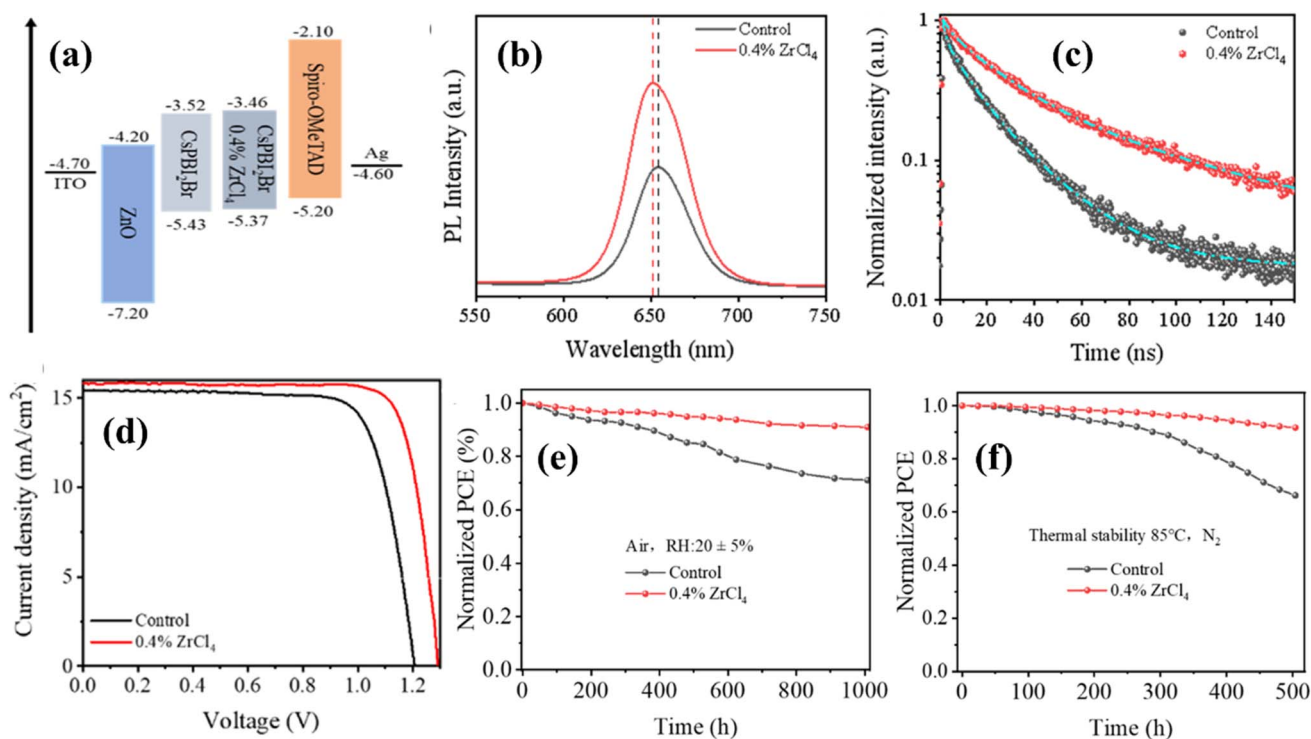 (a)
-2.10
Spiro-OMeTAD
-5.20
-3.52
CsPBI₂Br
-5.43
-3.46
CsPBI₂Br
0.4% ZrCl₄
-5.37
-4.20
ZnO
-7.20
-4.70
ITO
Ag
-4.60
(b)
Control
0.4% ZrCl₄
PL Intensity (a.u.)
550 600 650 700 750
Wavelength (nm)
(c)
Control
0.4% ZrCl₄
Normalized intensity (a.u.)
1
0.1
0.01
0 20 40 60 80 100 120 140
Time (ns)
(d)
Current density (mA/cm²)
15
10
5
0
Control
0.4% ZrCl₄
0.0 0.2 0.4 0.6 0.8 1.0 1.2
Voltage (V)
(e)
Normalized PCE (%)
1.0
0.8
0.6
0.4
0.2
0.0
Air, RH:20 ± 5%
Control
0.4% ZrCl₄
0 200 400 600 800 1000
Time (h)
(f)
Normalized PCE
1.0
0.8
0.6
0.4
0.2
0.0
Thermal stability 85°C, N₂
Control
0.4% ZrCl₄
0 100 200 300 400 500
Time (h)